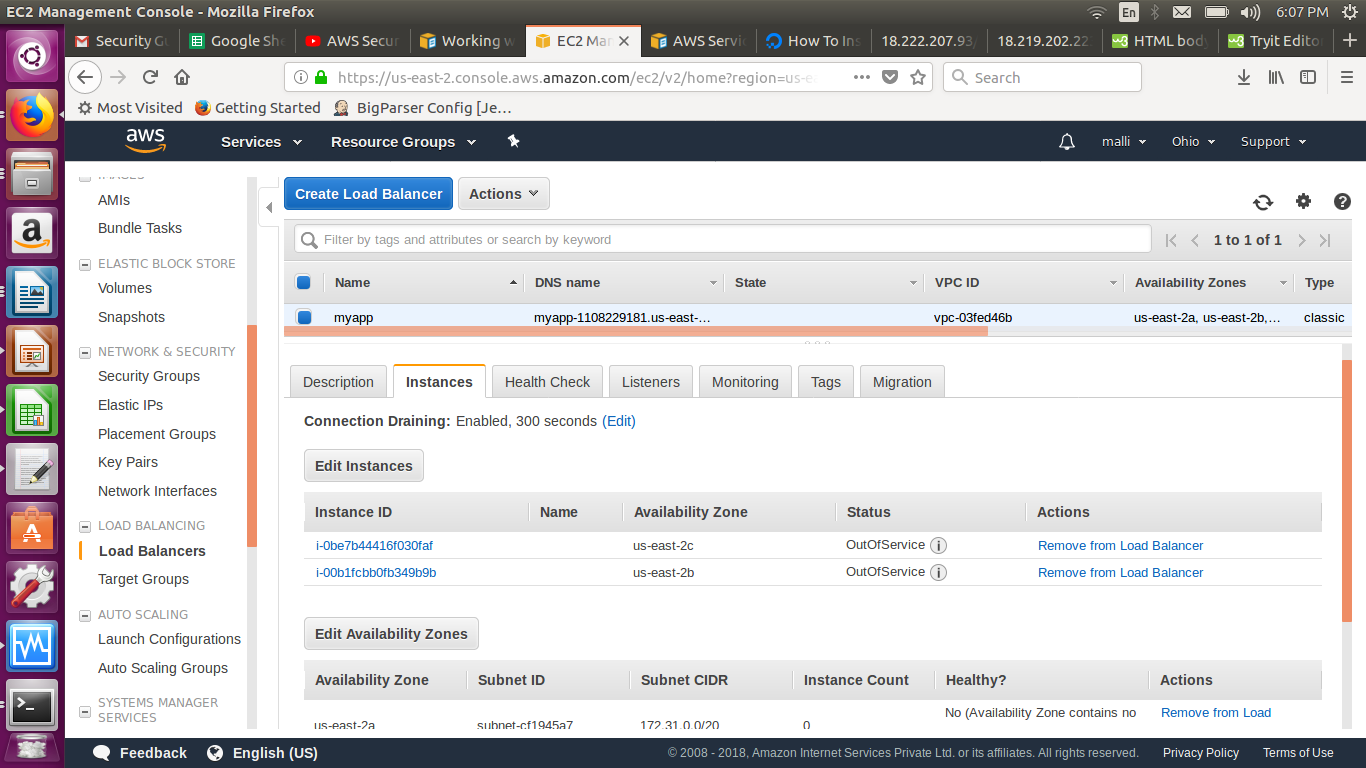 EC2 Management Console - Mozilla Firefox
En
6:07 PM
Security G
Google She
AWS Secur
Working w
EC2 Man
AWS Servic
How To Ins
18.222.207.93/
18.219.202.22
HTML body
Tryit Editor
https://us-east-2.console.aws.amazon.com/ec2/v2/home?region=us-e
Search
Most Visited
Getting Started
BigParser Config [Je…
aws
Services
Resource Groups
malli
Ohio
Support
IMAGES
AMIs
Bundle Tasks
ELASTIC BLOCK STORE
Volumes
Snapshots
NETWORK & SECURITY
Security Groups
Elastic IPs
Placement Groups
Key Pairs
Network Interfaces
LOAD BALANCING
Load Balancers
Target Groups
AUTO SCALING
Launch Configurations
Auto Scaling Groups
SYSTEMS MANAGER
SERVICES
Create Load Balancer
Actions
Filter by tags and attributes or search by keyword
1 to 1 of 1
Name DNS name State VPC ID Availability Zones Type
myapp myapp-1108229181.us-east-… vpc-03fed46b us-east-2a, us-east-2b,… classic
Description Instances Health Check Listeners Monitoring Tags Migration
Connection Draining: Enabled, 300 seconds (Edit)
Edit Instances
Instance ID Name Availability Zone Status Actions
i-0be7b44416f030faf us-east-2c OutOfService Remove from Load Balancer
i-00b1fcbb0fb349b9b us-east-2b OutOfService Remove from Load Balancer
Edit Availability Zones
Availability Zone Subnet ID Subnet CIDR Instance Count Healthy? Actions
No (Availability Zone contains no Remove from Load
us-east-2a subnet-cf1945a7 172.31.0.0/20 0
Feedback
English (US)
© 2008 - 2018, Amazon Internet Services Private Ltd. or its affiliates. All rights reserved.
Privacy Policy
Terms of Use